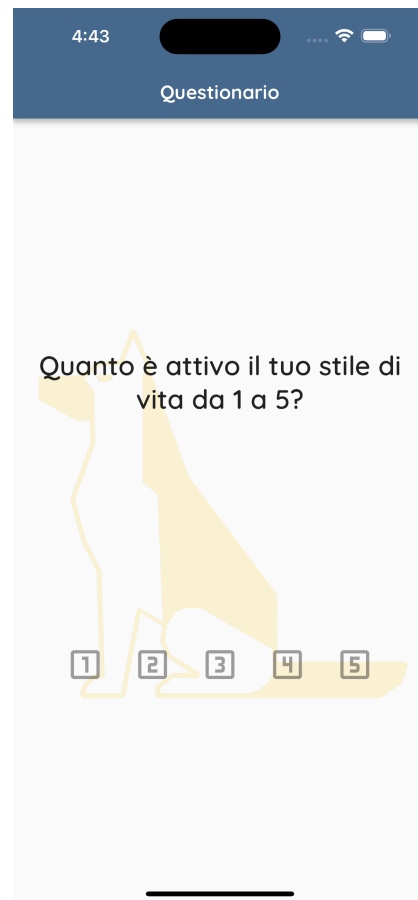 4:43
Questionario
Quanto è attivo il tuo stile di
vita da 1 a 5?
1 2 3 4 5